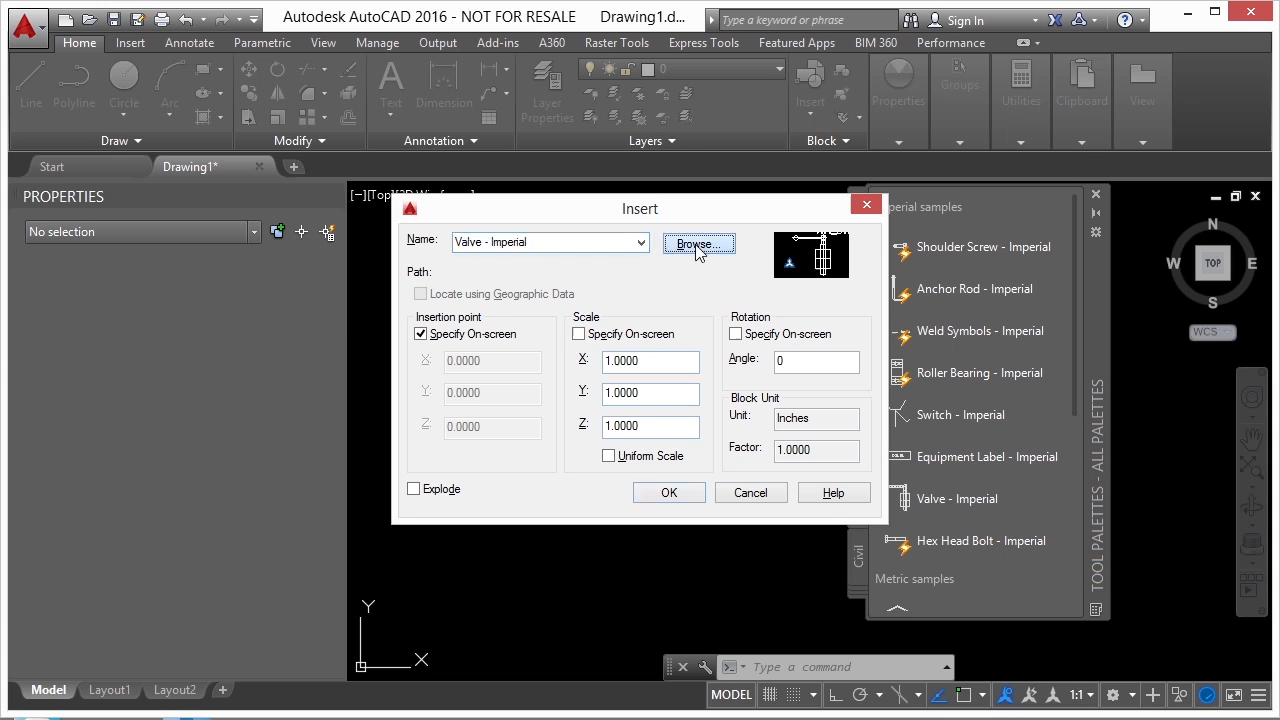 Autodesk AutoCAD 2016 - NOT FOR RESALE Drawing1.d...
Type a keyword or phrase
Sign In
Home Insert Annotate Parametric View Manage Output Add-ins A360 Raster Tools Express Tools Featured Apps BIM 360 Performance
Line Polyline Circle Arc
Text Dimension
Layer Properties
0
Insert
Properties Groups Utilities Clipboard View
Draw Modify Annotation Layers Block
Start Drawing1* +
PROPERTIES
No selection
[−][Top]
Insert
Name: Valve - Imperial Browse...
Path:
Locate using Geographic Data
Insertion point
Specify On-screen
X: 0.0000
Y: 0.0000
Z: 0.0000
Scale
Specify On-screen
X: 1.0000
Y: 1.0000
Z: 1.0000
Uniform Scale
Rotation
Specify On-screen
Angle: 0
Block Unit
Unit: Inches
Factor: 1.0000
Explode
OK Cancel Help
perial samples
Shoulder Screw - Imperial
Anchor Rod - Imperial
Weld Symbols - Imperial
Roller Bearing - Imperial
Switch - Imperial
Equipment Label - Imperial
Valve - Imperial
Hex Head Bolt - Imperial
Metric samples
Civil
TOOL PALETTES - ALL PALETTES
N
W TOP E
S
WCS
Y
X
Type a command
Model Layout1 Layout2 +
MODEL
1:1